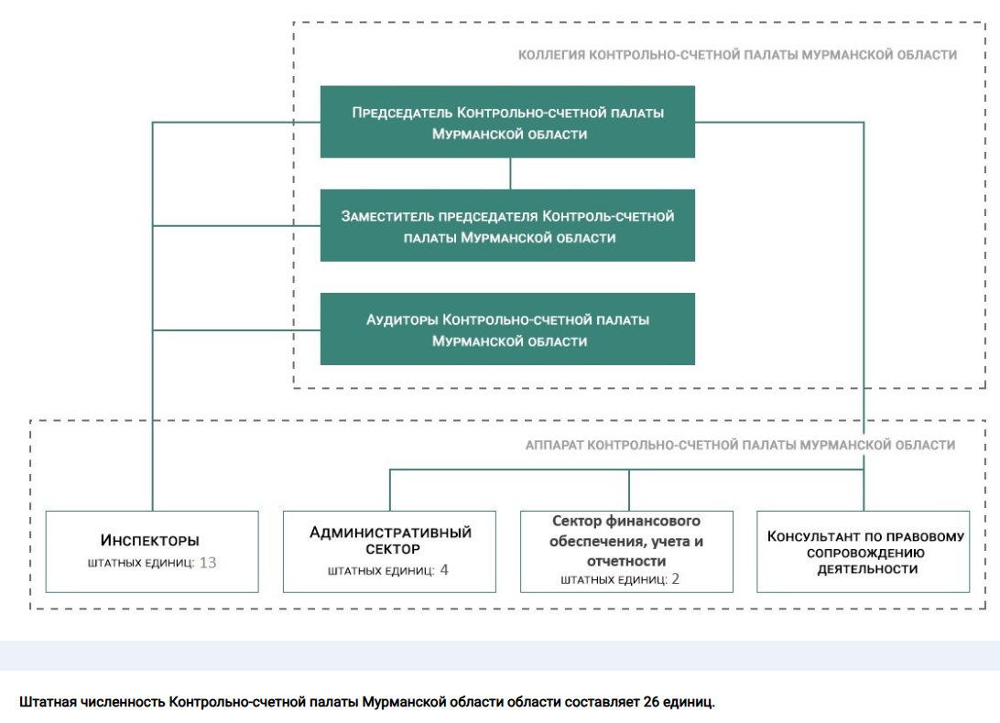 КОЛЛЕГИЯ КОНТРОЛЬНО-СЧЕТНОЙ ПАЛАТЫ МУРМАНСКОЙ ОБЛАСТИ
Председатель Контрольно-счетной палаты
Мурманской области
Заместитель председателя Контроль-счетной
палаты Мурманской области
Аудиторы Контрольно-счетной палаты
Мурманской области
АППАРАТ КОНТРОЛЬНО-СЧЕТНОЙ ПАЛАТЫ МУРМАНСКОЙ ОБЛАСТИ
Инспекторы
штатных единиц: 13
Административный
сектор
штатных единиц: 4
Сектор финансового
обеспечения, учета и
отчетности
штатных единиц: 2
Консультант по правовому
сопровождению
деятельности
Штатная численность Контрольно-счетной палаты Мурманской области области составляет 26 единиц.